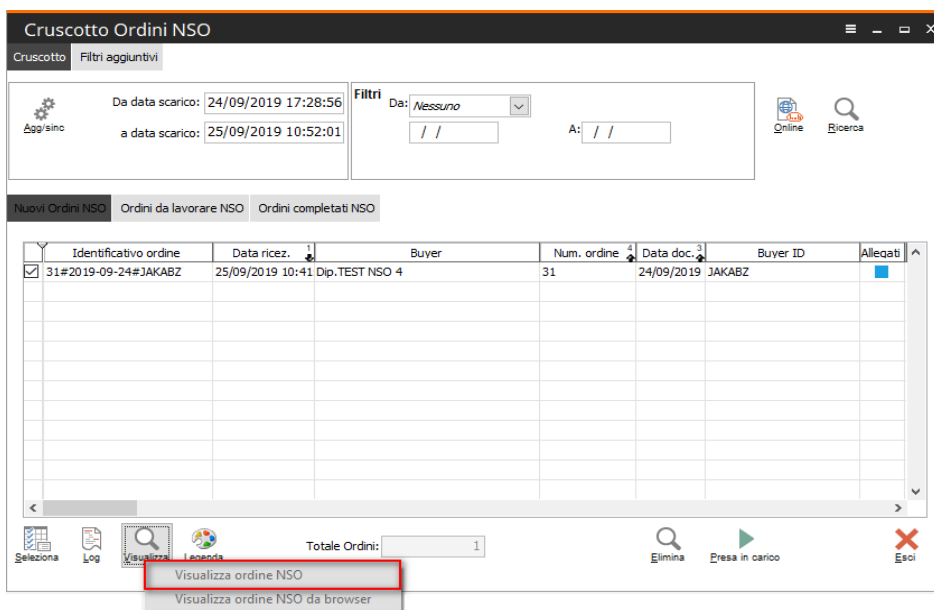 Cruscotto Ordini NSO
Cruscotto Filtri aggiuntivi
Agg/sinc
Da data scarico: 24/09/2019 17:28:56
a data scarico: 25/09/2019 10:52:01
Filtri
Da: Nessuno
/ / A: / /
Online Ricerca
Nuovi Ordini NSO Ordini da lavorare NSO Ordini completati NSO
Identificativo ordine Data ricez. 1 Buyer Num. ordine 4 Data doc. 3 Buyer ID Allegati
31#2019-09-24#JAKABZ 25/09/2019 10:41 Dip.TEST NSO 4 31 24/09/2019 JAKABZ
Seleziona Log Visualizza Legenda Totale Ordini: 1 Elimina Presa in carico Esci
Visualizza ordine NSO
Visualizza ordine NSO da browser